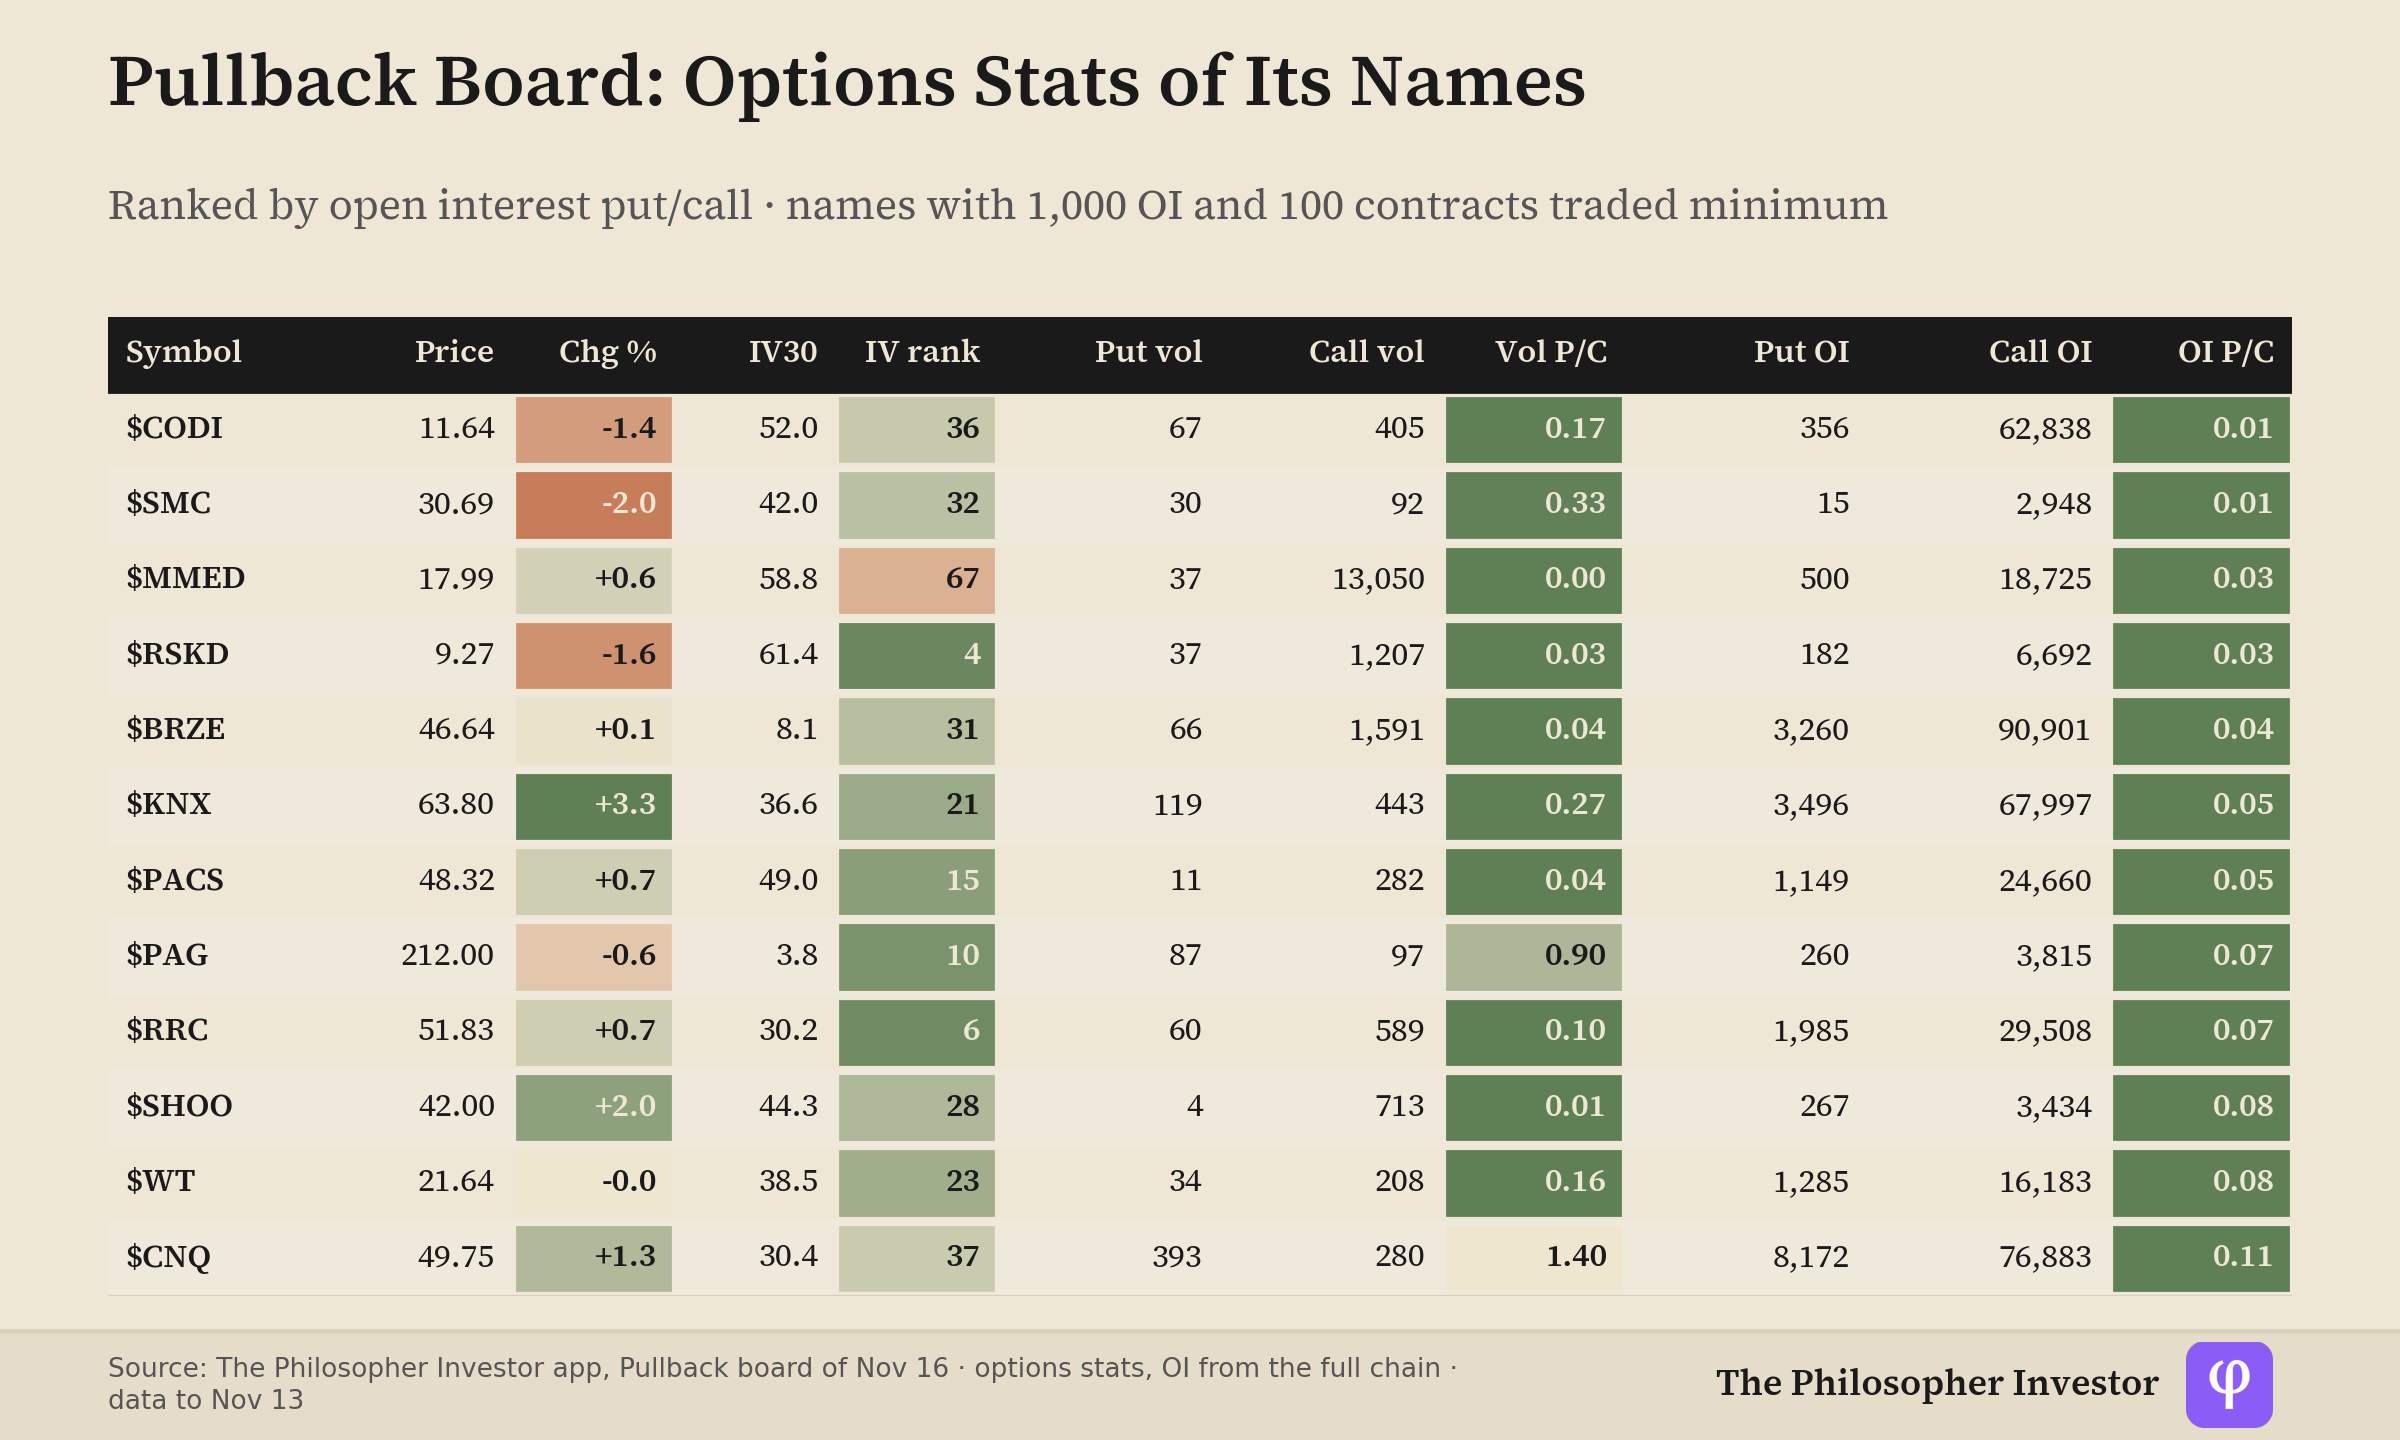 Pullback Board: Options Stats of Its Names
Ranked by open interest put/call · names with 1,000 OI and 100 contracts traded minimum
Symbol Price Chg % IV30 IV rank Put vol Call vol Vol P/C Put OI Call OI OI P/C
$CODI 11.64 -1.4 52.0 36 67 405 0.17 356 62,838 0.01
$SMC 30.69 -2.0 42.0 32 30 92 0.33 15 2,948 0.01
$MMED 17.99 +0.6 58.8 67 37 13,050 0.00 500 18,725 0.03
$RSKD 9.27 -1.6 61.4 4 37 1,207 0.03 182 6,692 0.03
$BRZE 46.64 +0.1 8.1 31 66 1,591 0.04 3,260 90,901 0.04
$KNX 63.80 +3.3 36.6 21 119 443 0.27 3,496 67,997 0.05
$PACS 48.32 +0.7 49.0 15 11 282 0.04 1,149 24,660 0.05
$PAG 212.00 -0.6 3.8 10 87 97 0.90 260 3,815 0.07
$RRC 51.83 +0.7 30.2 6 60 589 0.10 1,985 29,508 0.07
$SHOO 42.00 +2.0 44.3 28 4 713 0.01 267 3,434 0.08
$WT 21.64 -0.0 38.5 23 34 208 0.16 1,285 16,183 0.08
$CNQ 49.75 +1.3 30.4 37 393 280 1.40 8,172 76,883 0.11
Source: The Philosopher Investor app, Pullback board of Nov 16 · options stats, OI from the full chain ·
data to Nov 13
The Philosopher Investor φ